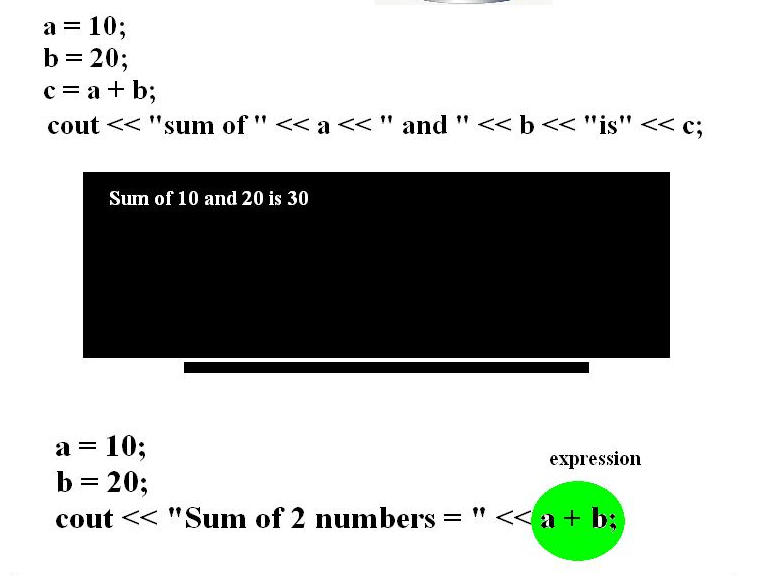 a = 10;
b = 20;
c = a + b;
cout << "sum of " << a << " and " << b << "is" << c;
Sum of 10 and 20 is 30
a = 10;
b = 20;
expression
cout << "Sum of 2 numbers = " << a + b;